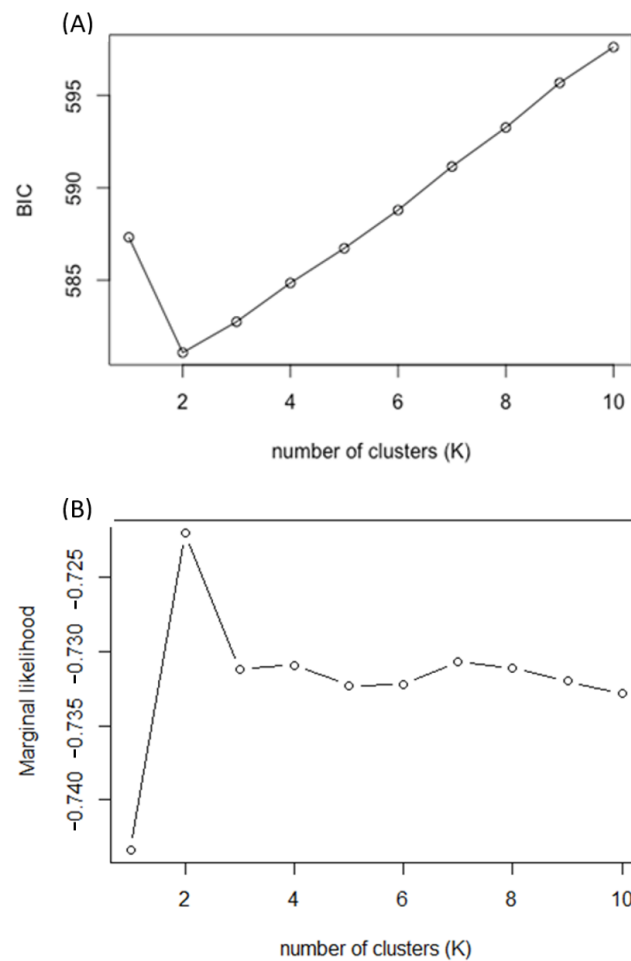 (A)
BIC
595
590
585
2 4 6 8 10
number of clusters (K)
(B)
Marginal likelihood
−0.725
−0.730
−0.735
−0.740
2 4 6 8 10
number of clusters (K)